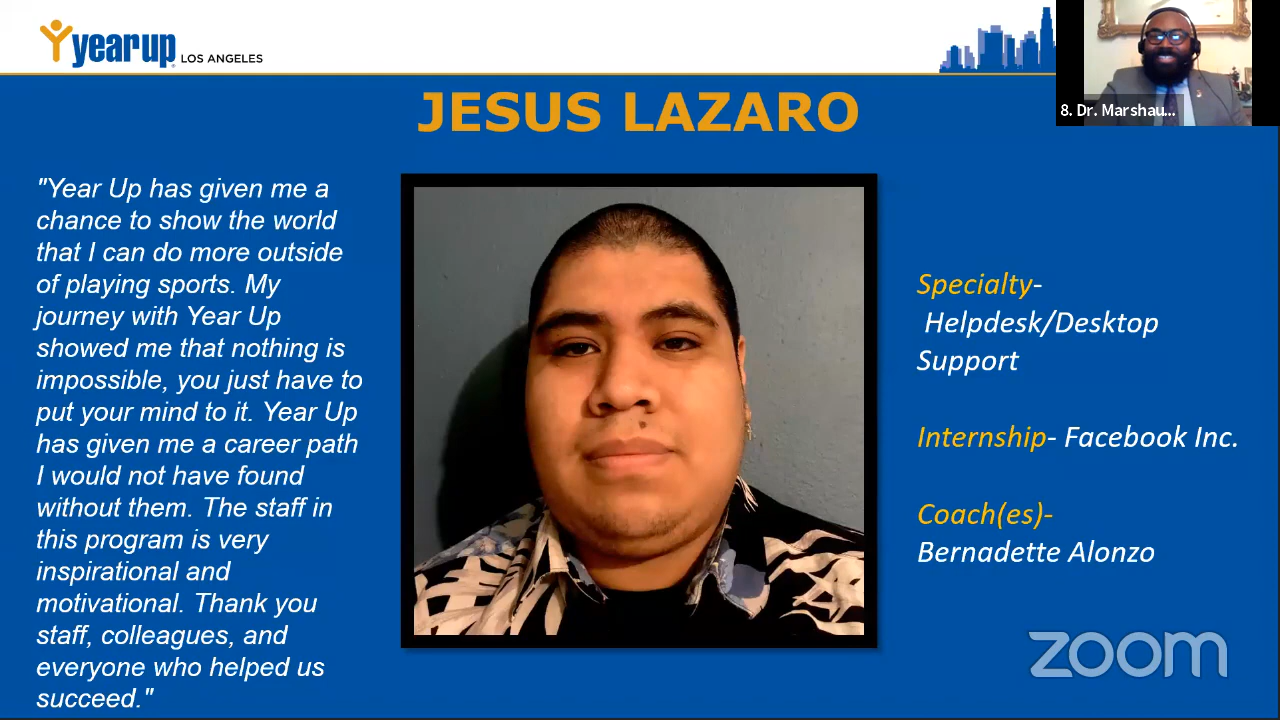 yearup LOS ANGELES
8. Dr. Marshau...
JESUS LAZARO
"Year Up has given me a
chance to show the world
that I can do more outside
of playing sports. My
journey with Year Up
showed me that nothing is
impossible, you just have to
put your mind to it. Year Up
has given me a career path
I would not have found
without them. The staff in
this program is very
inspirational and
motivational. Thank you
staff, colleagues, and
everyone who helped us
succeed."
Specialty-
Helpdesk/Desktop
Support
Internship- Facebook Inc.
Coach(es)-
Bernadette Alonzo
zoom